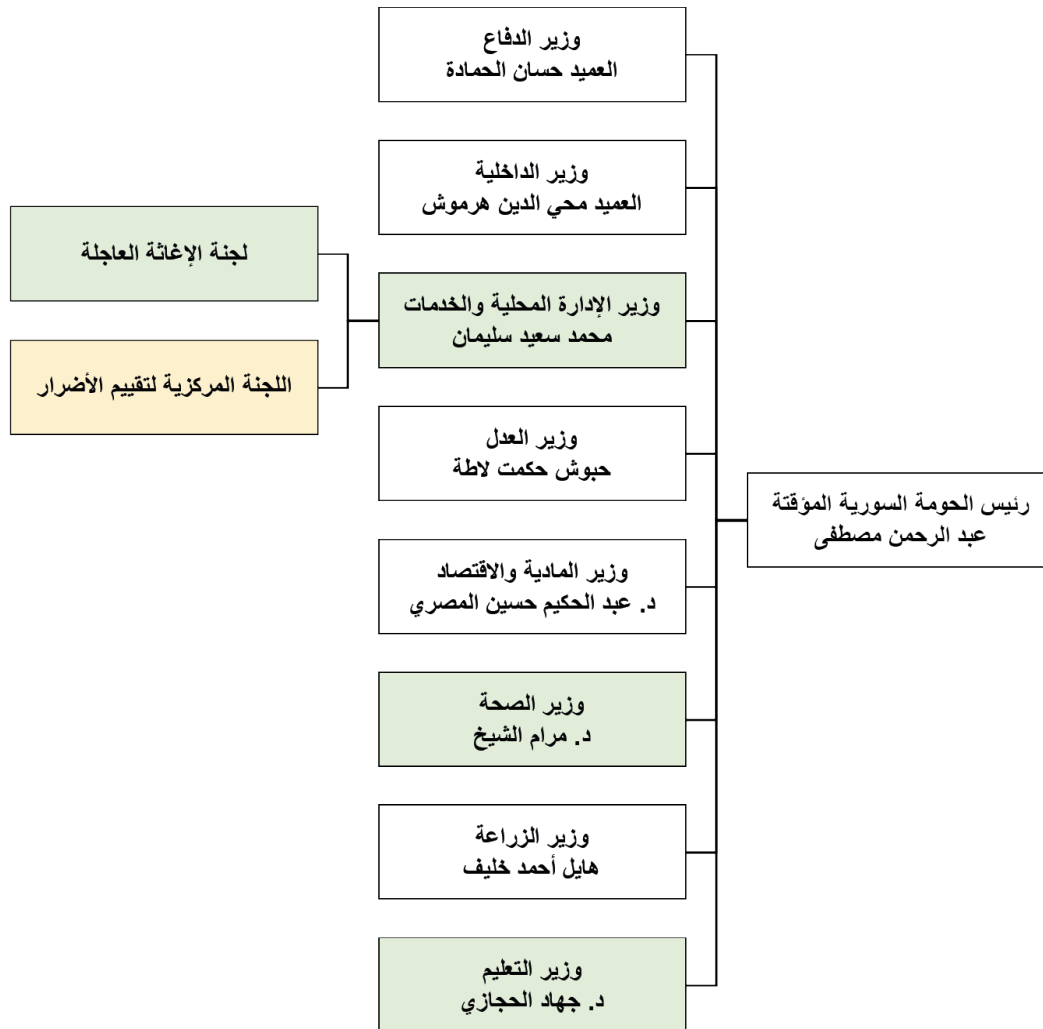 رئيس الحومة السورية المؤقتة
عبد الرحمن مصطفى
وزير الدفاع
العميد حسان الحمادة
وزير الداخلية
العميد محي الدين هرموش
وزير الإدارة المحلية والخدمات
محمد سعيد سليمان
وزير العدل
حبوش حكمت لاطة
وزير المادية والاقتصاد
د. عبد الحكيم حسين المصري
وزير الصحة
د. مرام الشيخ
وزير الزراعة
هايل أحمد خليف
وزير التعليم
د. جهاد الحجازي
لجنة الإغاثة العاجلة
اللجنة المركزية لتقييم الأضرار